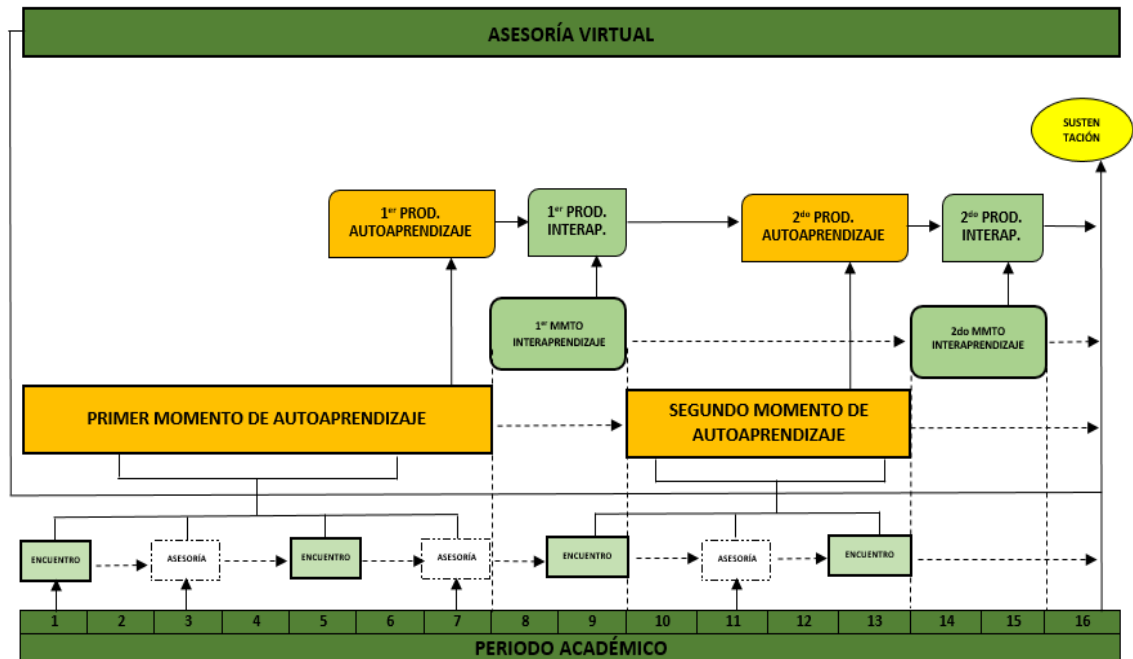 ASESORÍA VIRTUAL
SUSTEN
TACIÓN
1er PROD.
AUTOAPRENDIZAJE
1er PROD.
INTERAP.
2do PROD.
AUTOAPRENDIZAJE
2do PROD.
INTERAP.
1er MMTO
INTERAPRENDIZAJE
2do MMTO
INTERAPRENDIZAJE
PRIMER MOMENTO DE AUTOAPRENDIZAJE
SEGUNDO MOMENTO DE
AUTOAPRENDIZAJE
ENCUENTRO
ASESORÍA
ENCUENTRO
ASESORÍA
ENCUENTRO
ASESORÍA
ENCUENTRO
1 2 3 4 5 6 7 8 9 10 11 12 13 14 15 16
PERIODO ACADÉMICO